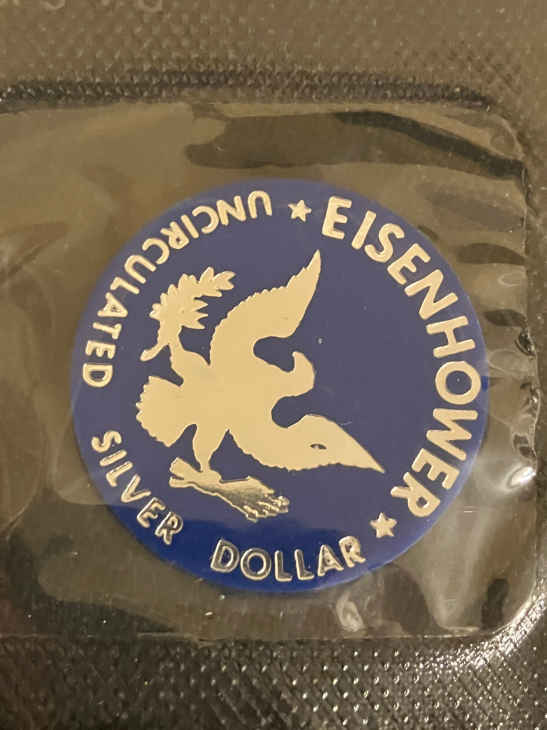 ★ EISENHOWER ★
UNCIRCULATED SILVER DOLLAR